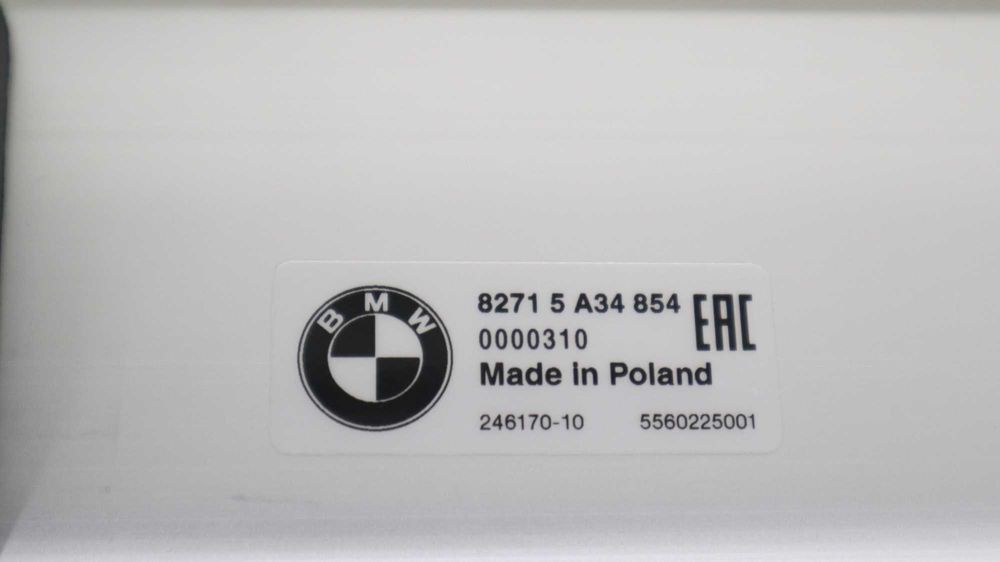 BMW
8271 5 A34 854
EAC
0000310
Made in Poland
246170-10 5560225001